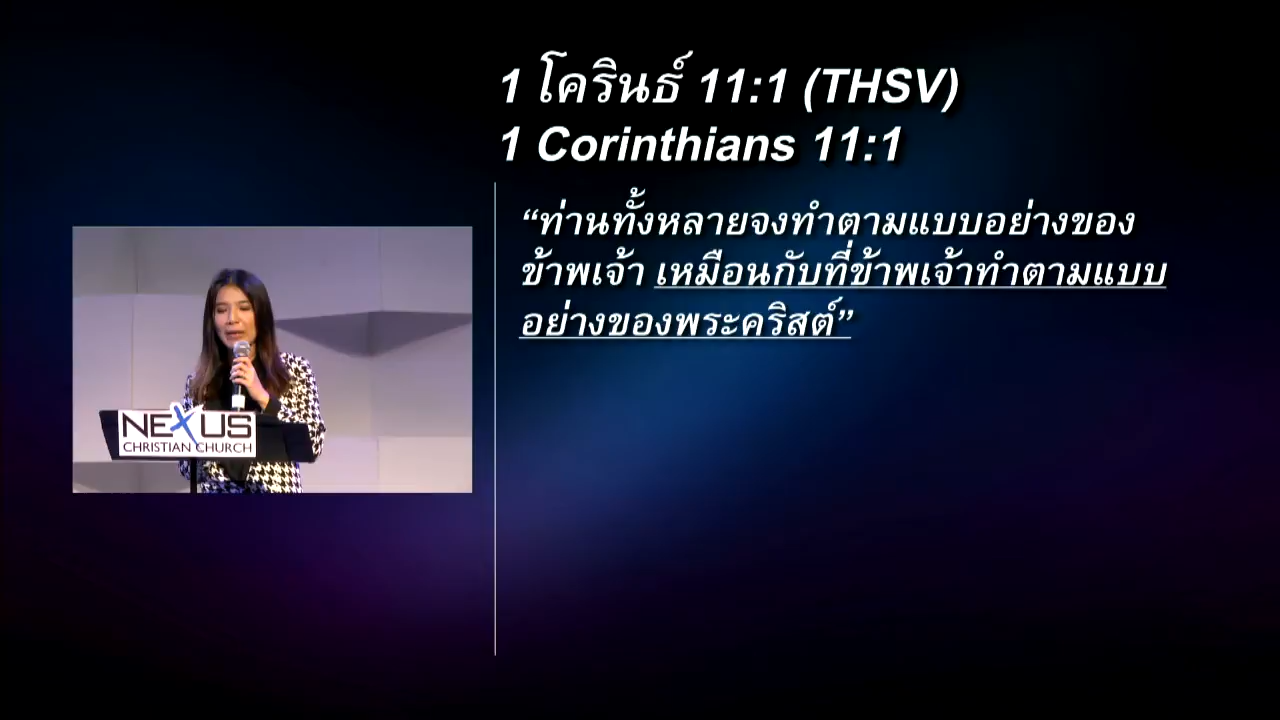 1 โครินธ์ 11:1 (THSV)
1 Corinthians 11:1
“ท่านทั้งหลายจงทำตามแบบอย่างของ
ข้าพเจ้า เหมือนกับที่ข้าพเจ้าทำตามแบบ
อย่างของพระคริสต์”
NEXUS
CHRISTIAN CHURCH